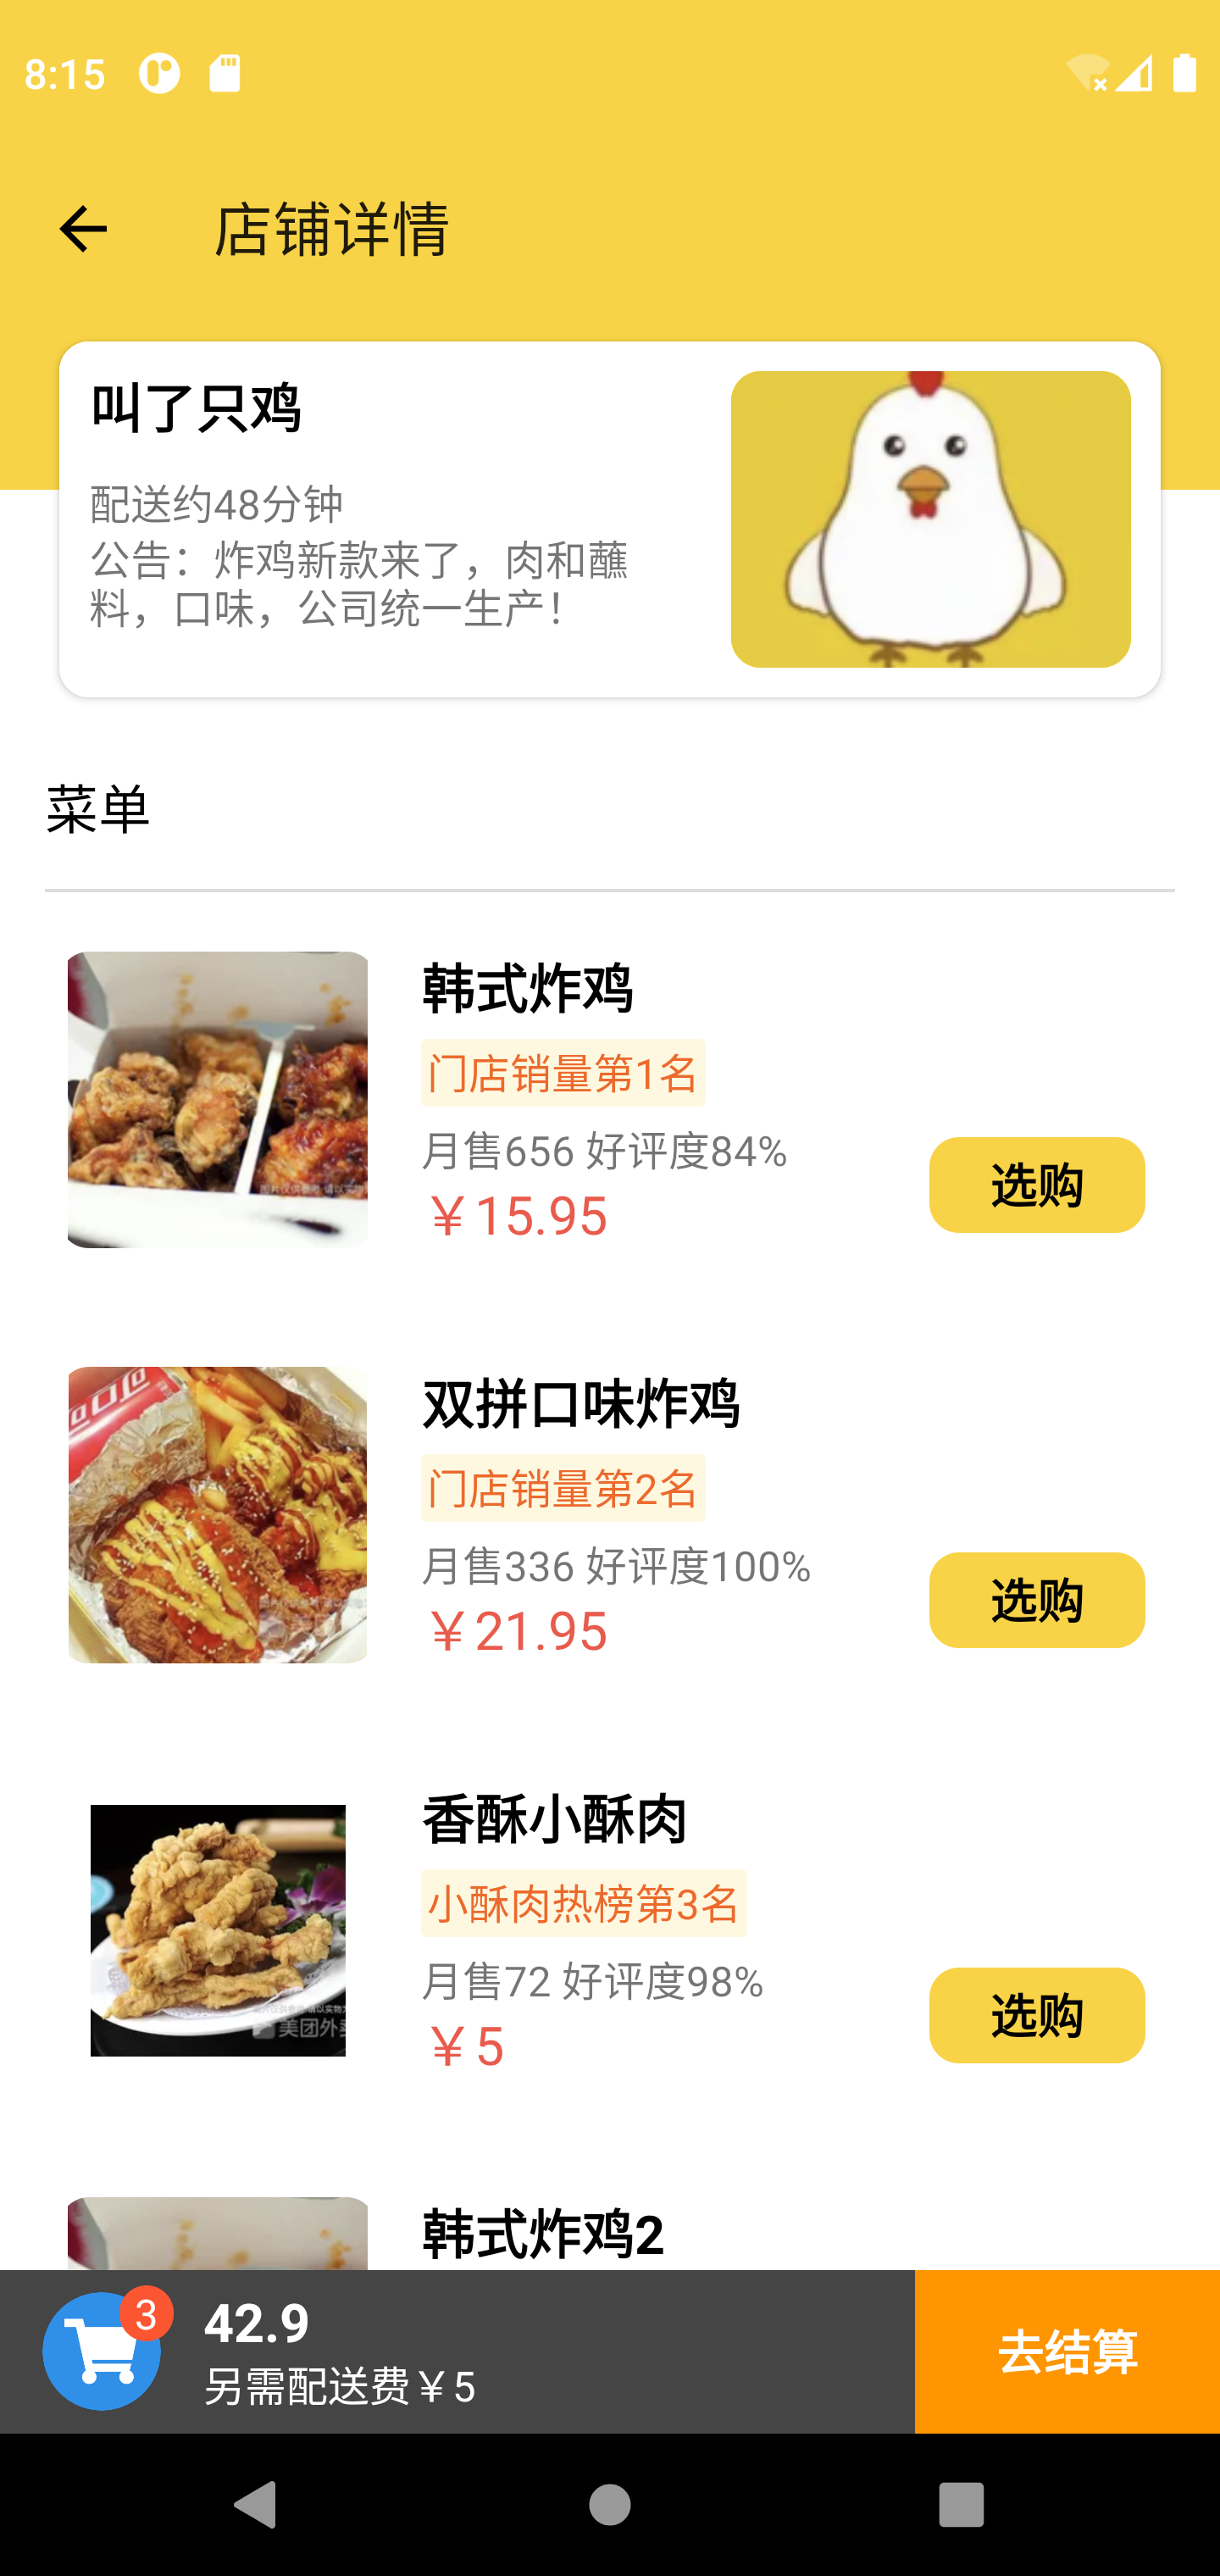 8:15
店铺详情
叫了只鸡
配送约48分钟
公告：炸鸡新款来了，肉和蘸
料，口味，公司统一生产！
菜单
韩式炸鸡
门店销量第1名
月售656 好评度84%
￥15.95
选购
双拼口味炸鸡
门店销量第2名
月售336 好评度100%
￥21.95
选购
香酥小酥肉
小酥肉热榜第3名
月售72 好评度98%
￥5
选购
美团外卖
韩式炸鸡2
3
42.9
另需配送费￥5
去结算